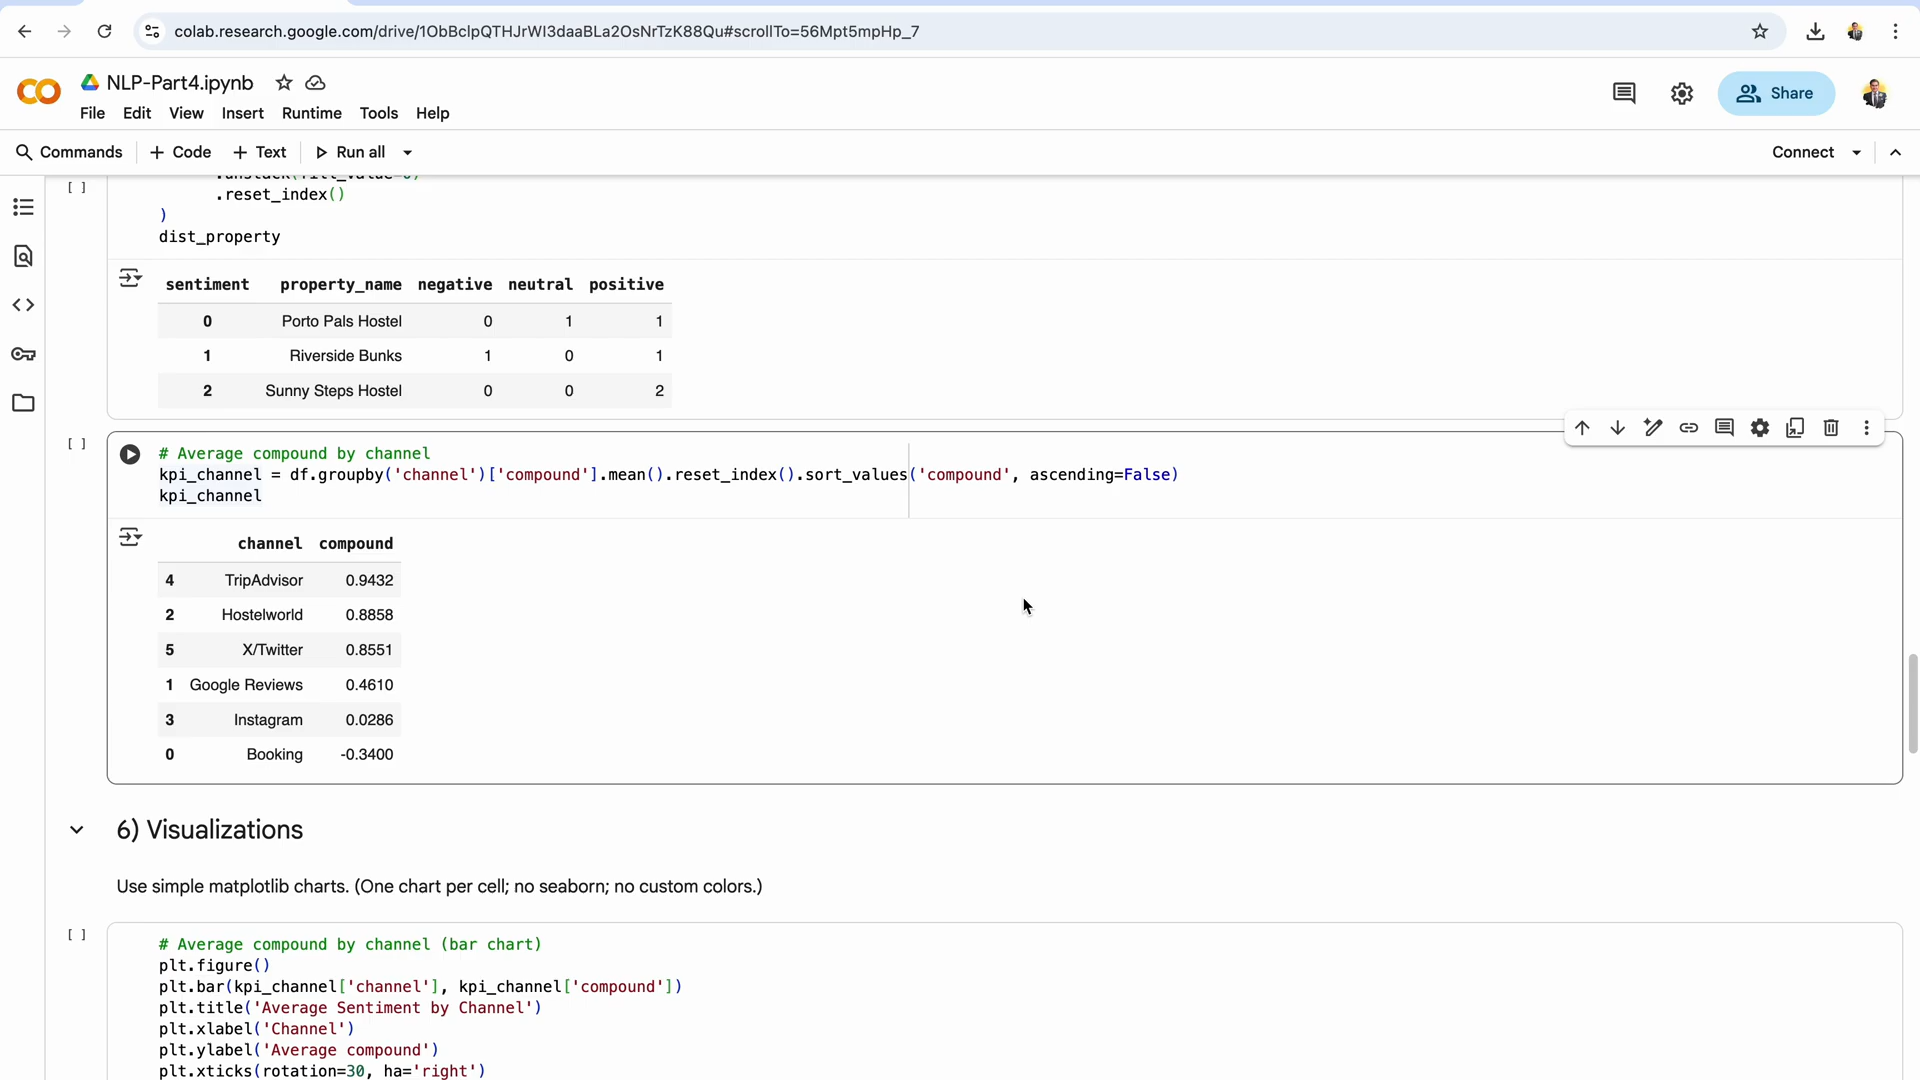 colab.research.google.com/drive/1ObBclpQTHJrWI3daaBLa2OsNrTzK88Qu#scrollTo=56Mpt5mpHp_7
NLP-Part4.ipynb
File Edit View Insert Runtime Tools Help
Share
Commands + Code + Text Run all
Connect
[ ]
.unstack(fill_value=0)
.reset_index()
)
dist_property
sentiment property_name negative neutral positive
0 Porto Pals Hostel 0 1 1
1 Riverside Bunks 1 0 1
2 Sunny Steps Hostel 0 0 2
[ ]
# Average compound by channel
kpi_channel = df.groupby('channel')['compound'].mean().reset_index().sort_values('compound', ascending=False)
kpi_channel
channel compound
4 TripAdvisor 0.9432
2 Hostelworld 0.8858
5 X/Twitter 0.8551
1 Google Reviews 0.4610
3 Instagram 0.0286
0 Booking -0.3400
6) Visualizations
Use simple matplotlib charts. (One chart per cell; no seaborn; no custom colors.)
[ ]
# Average compound by channel (bar chart)
plt.figure()
plt.bar(kpi_channel['channel'], kpi_channel['compound'])
plt.title('Average Sentiment by Channel')
plt.xlabel('Channel')
plt.ylabel('Average compound')
plt.xticks(rotation=30, ha='right')